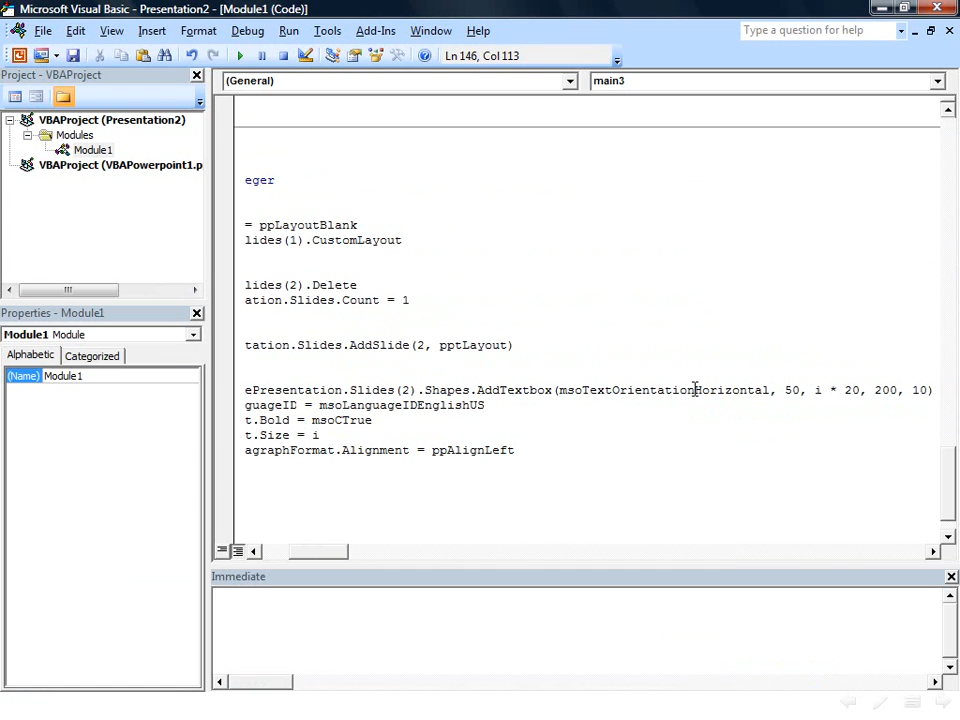 Microsoft Visual Basic - Presentation2 - [Module1 (Code)]
File Edit View Insert Format Debug Run Tools Add-Ins Window Help
Type a question for help
Ln 146, Col 113
Project - VBAProject
(General)
main3
VBAProject (Presentation2)
Modules
Module1
VBAProject (VBAPowerpoint1.p
Properties - Module1
Module1 Module
Alphabetic Categorized
(Name) Module1
eger
= ppLayoutBlank
lides(1).CustomLayout
lides(2).Delete
ation.Slides.Count = 1
tation.Slides.AddSlide(2, pptLayout)
ePresentation.Slides(2).Shapes.AddTextbox(msoTextOrientationHorizontal, 50, i * 20, 200, 10)
guageID = msoLanguageIDEnglishUS
t.Bold = msoCTrue
t.Size = i
agraphFormat.Alignment = ppAlignLeft
Immediate